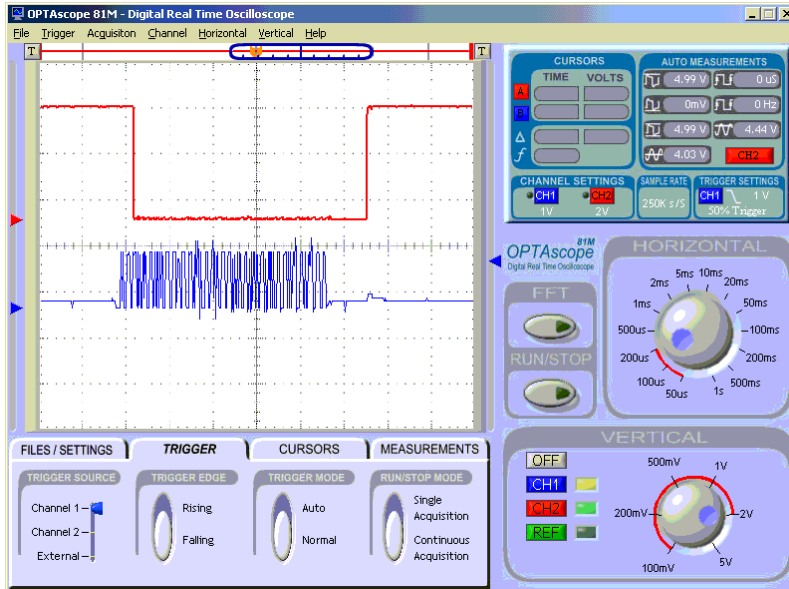 OPTAscope 81M - Digital Real Time Oscilloscope
File Trigger Acquisiton Channel Horizontal Vertical Help
T T
CURSORS
TIME VOLTS
A
B
Δ
f
AUTO MEASUREMENTS
4.99 V 0 uS
0mV 0 Hz
4.99 V 4.44 V
4.03 V CH2
CHANNEL SETTINGS
CH1 CH2
1V 2V
SAMPLE RATE
250K s/S
TRIGGER SETTINGS
CH1 1 V
50% Trigger
OPTAscope 81M
Digital Real Time Oscilloscope
FFT
RUN/STOP
HORIZONTAL
5mS 10mS
2ms 20ms
1ms 50ms
500us 100ms
200us 200ms
100us 500ms
50us 1s
FILES / SETTINGS TRIGGER CURSORS MEASUREMENTS
TRIGGER SOURCE
Channel 1
Channel 2
External
TRIGGER EDGE
Rising
Falling
TRIGGER MODE
Auto
Normal
RUN/STOP MODE
Single
Acquisition
Continuous
Acquisition
VERTICAL
OFF
CH1
CH2
REF
500mV 1V
200mV 2V
100mV 5V